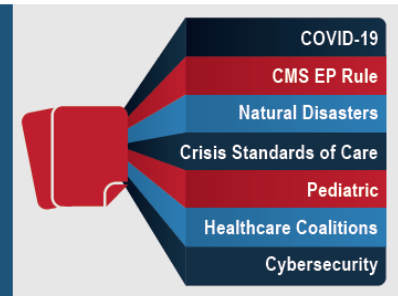 COVID-19
CMS EP Rule
Natural Disasters
Crisis Standards of Care
Pediatric
Healthcare Coalitions
Cybersecurity